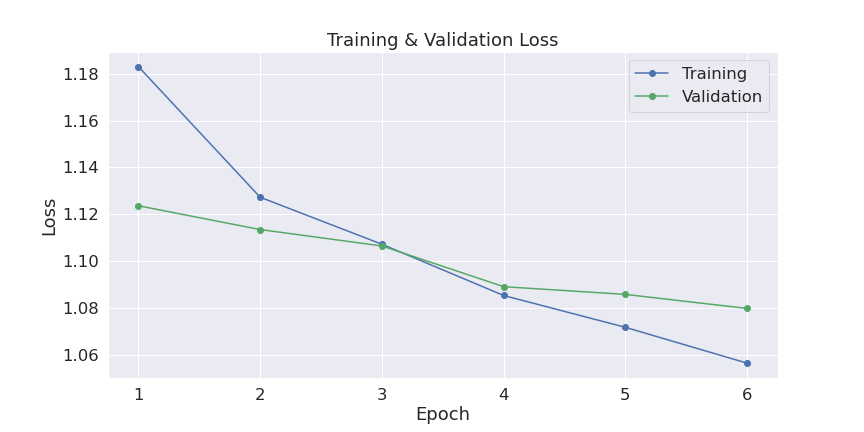 Training & Validation Loss
Training
Validation
Loss
1.18
1.16
1.14
1.12
1.10
1.08
1.06
1 2 3 4 5 6
Epoch